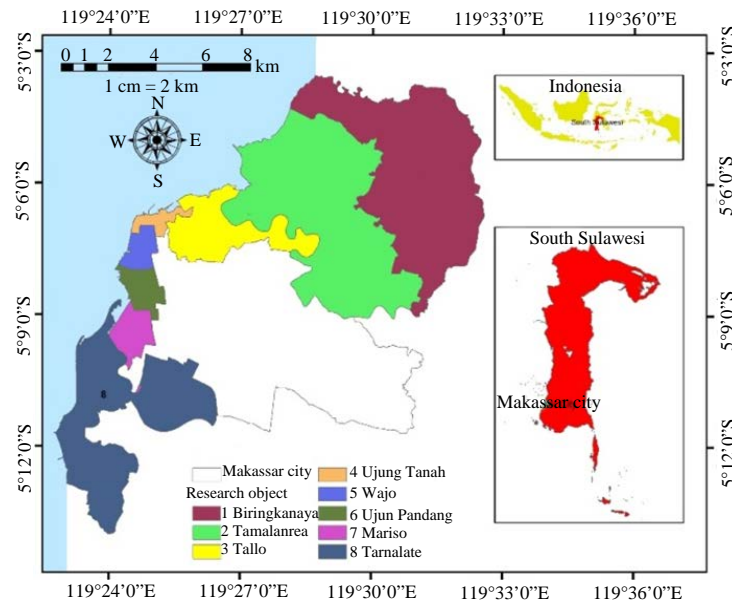 119°24’0”E 119°27’0”E 119°30’0”E 119°33’0”E 119°36’0”E
5°3’0”S
5°6’0”S
5°9’0”S
5°12’0”S
0 1 2 4 6 8
km
1 cm = 2 km
N
W E
S
8
Indonesia
South Sulawesi
South Sulawesi
Makassar city
Makassar city
Research object
1 Biringkanaya
2 Tamalanrea
3 Tallo
4 Ujung Tanah
5 Wajo
6 Ujun Pandang
7 Mariso
8 Tarnalate
5°3’0”S
5°6’0”S
5°9’0”S
5°12’0”S
119°24’0”E 119°27’0”E 119°30’0”E 119°33’0”E 119°36’0”E